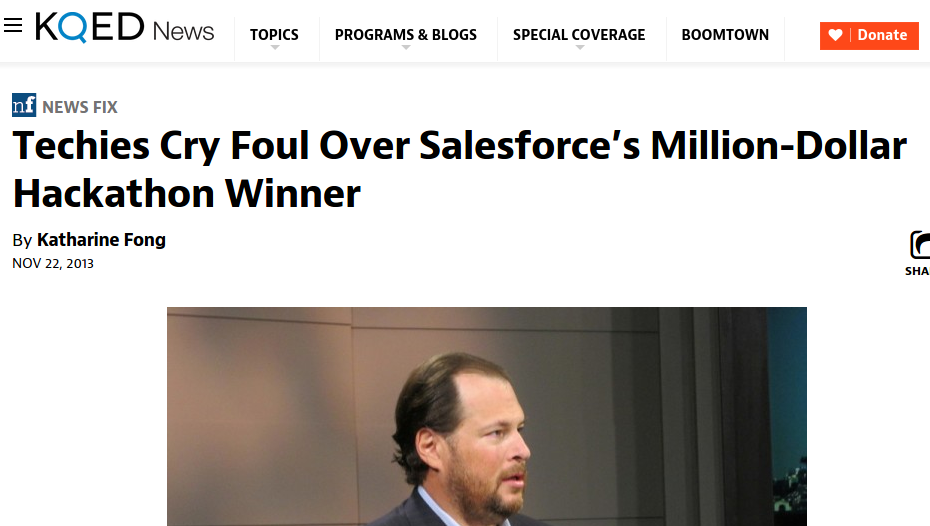 KQED News
TOPICS
PROGRAMS & BLOGS
SPECIAL COVERAGE
BOOMTOWN
Donate
nf NEWS FIX
Techies Cry Foul Over Salesforce’s Million-Dollar
Hackathon Winner
By Katharine Fong
NOV 22, 2013